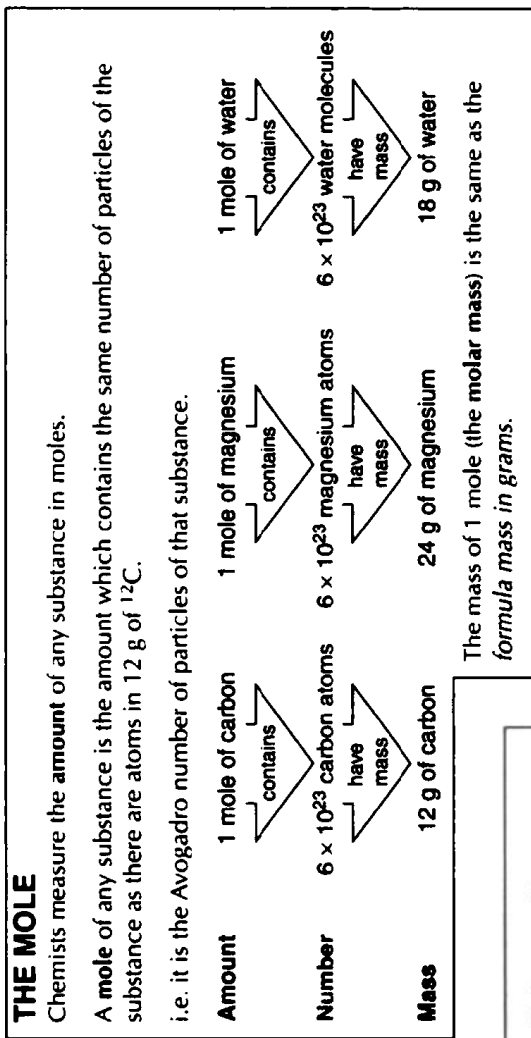 THE MOLE
Chemists measure the amount of any substance in moles.
A mole of any substance is the amount which contains the same number of particles of the
substance as there are atoms in 12 g of ¹²C.
i.e. it is the Avogadro number of particles of that substance.
Amount 1 mole of carbon 1 mole of magnesium 1 mole of water
contains contains contains
Number 6 × 10²³ carbon atoms 6 × 10²³ magnesium atoms 6 × 10²³ water molecules
have have have
mass mass mass
Mass 12 g of carbon 24 g of magnesium 18 g of water
The mass of 1 mole (the molar mass) is the same as the
formula mass in grams.